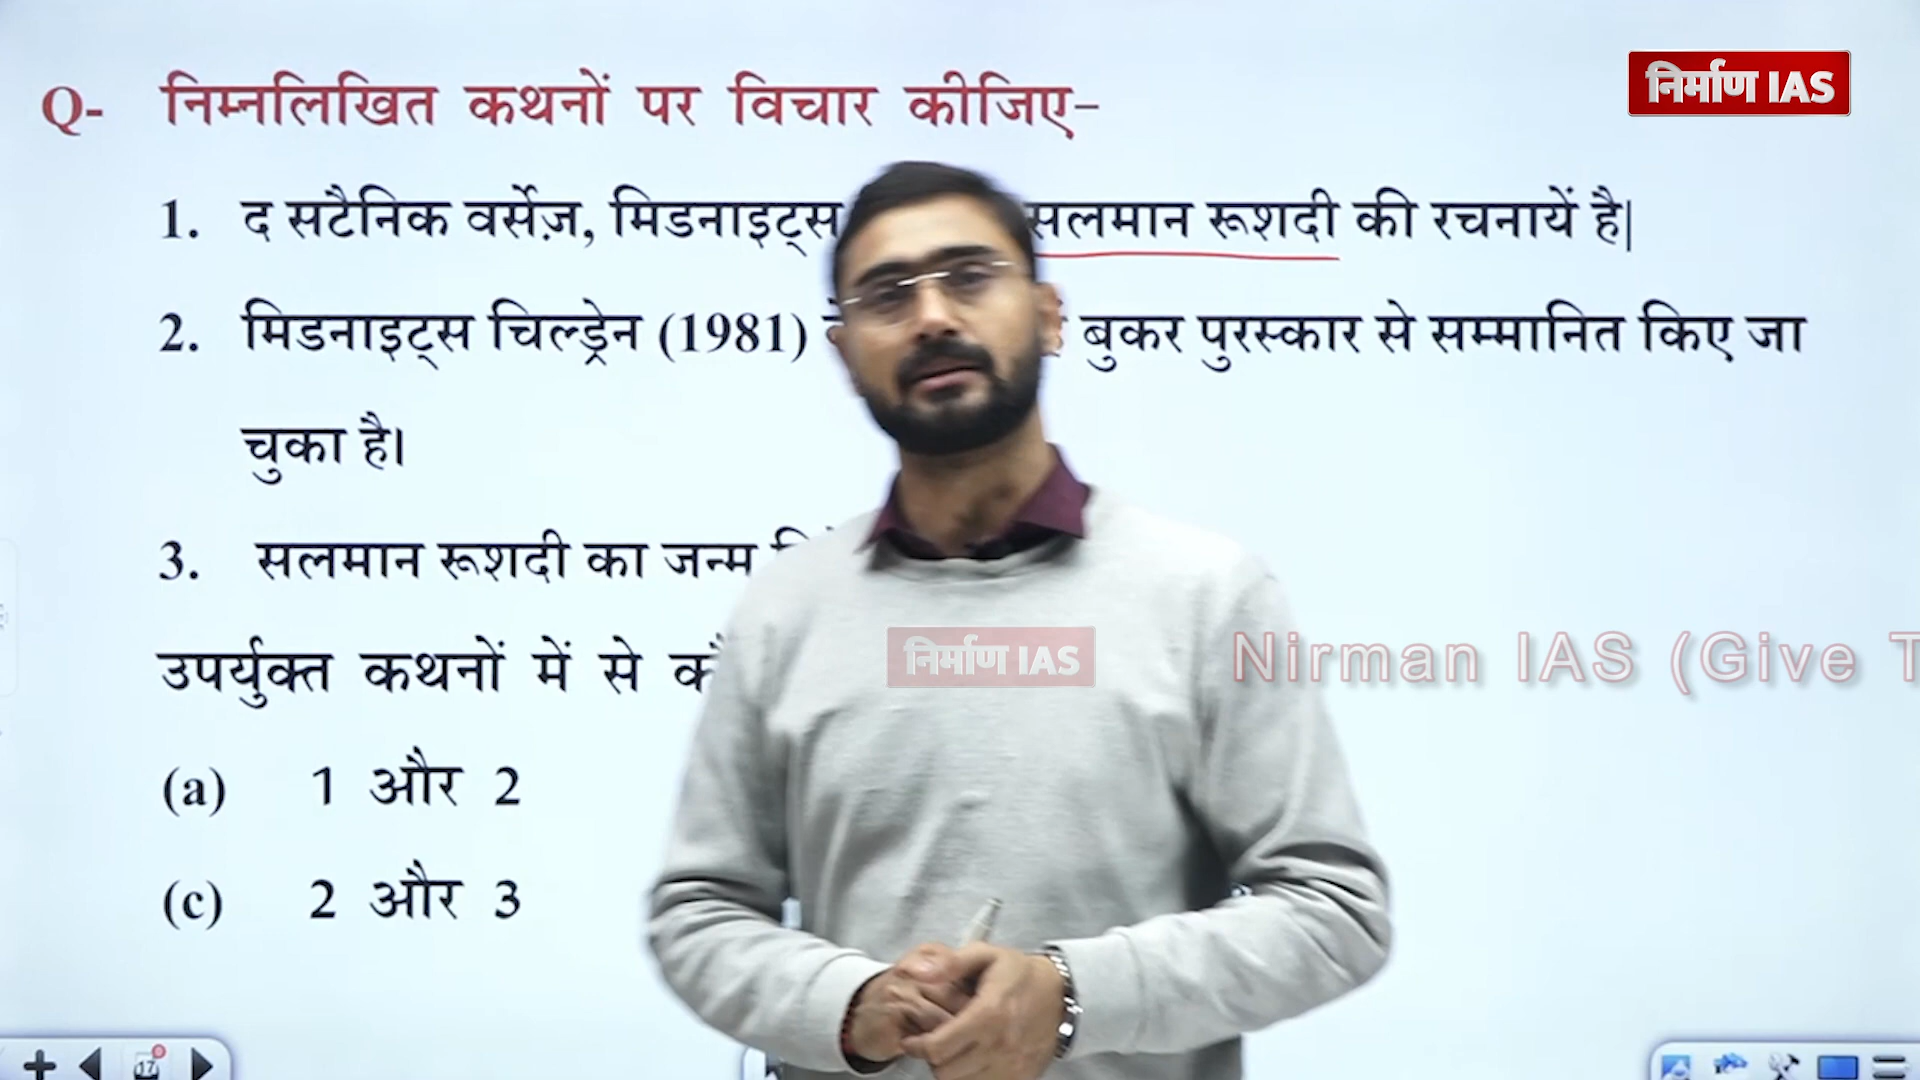 निर्माण IAS
Q- निम्नलिखित कथनों पर विचार कीजिए-
1. द सटैनिक वर्सेज़, मिडनाइट्स सलमान रूशदी की रचनायें है|
2. मिडनाइट्स चिल्ड्रेन (1981) बुकर पुरस्कार से सम्मानित किए जा
चुका है।
3. सलमान रूशदी का जन्म
उपर्युक्त कथनों में से
निर्माण IAS
Nirman IAS (Give
(a) 1 और 2
(c) 2 और 3
17